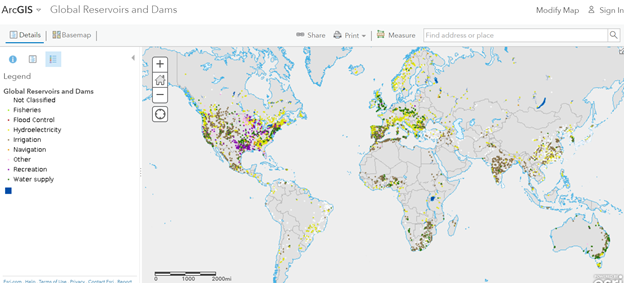 ArcGIS Global Reservoirs and Dams Modify Map Sign In
Details Basemap Share Print Measure Find address or place
Legend
Global Reservoirs and Dams
Not Classified
Fisheries
Flood Control
Hydroelectricity
Irrigation
Navigation
Other
Recreation
Water supply
0 1000 2000mi
Esri.com Help Terms of Use Privacy Contact Esri Report